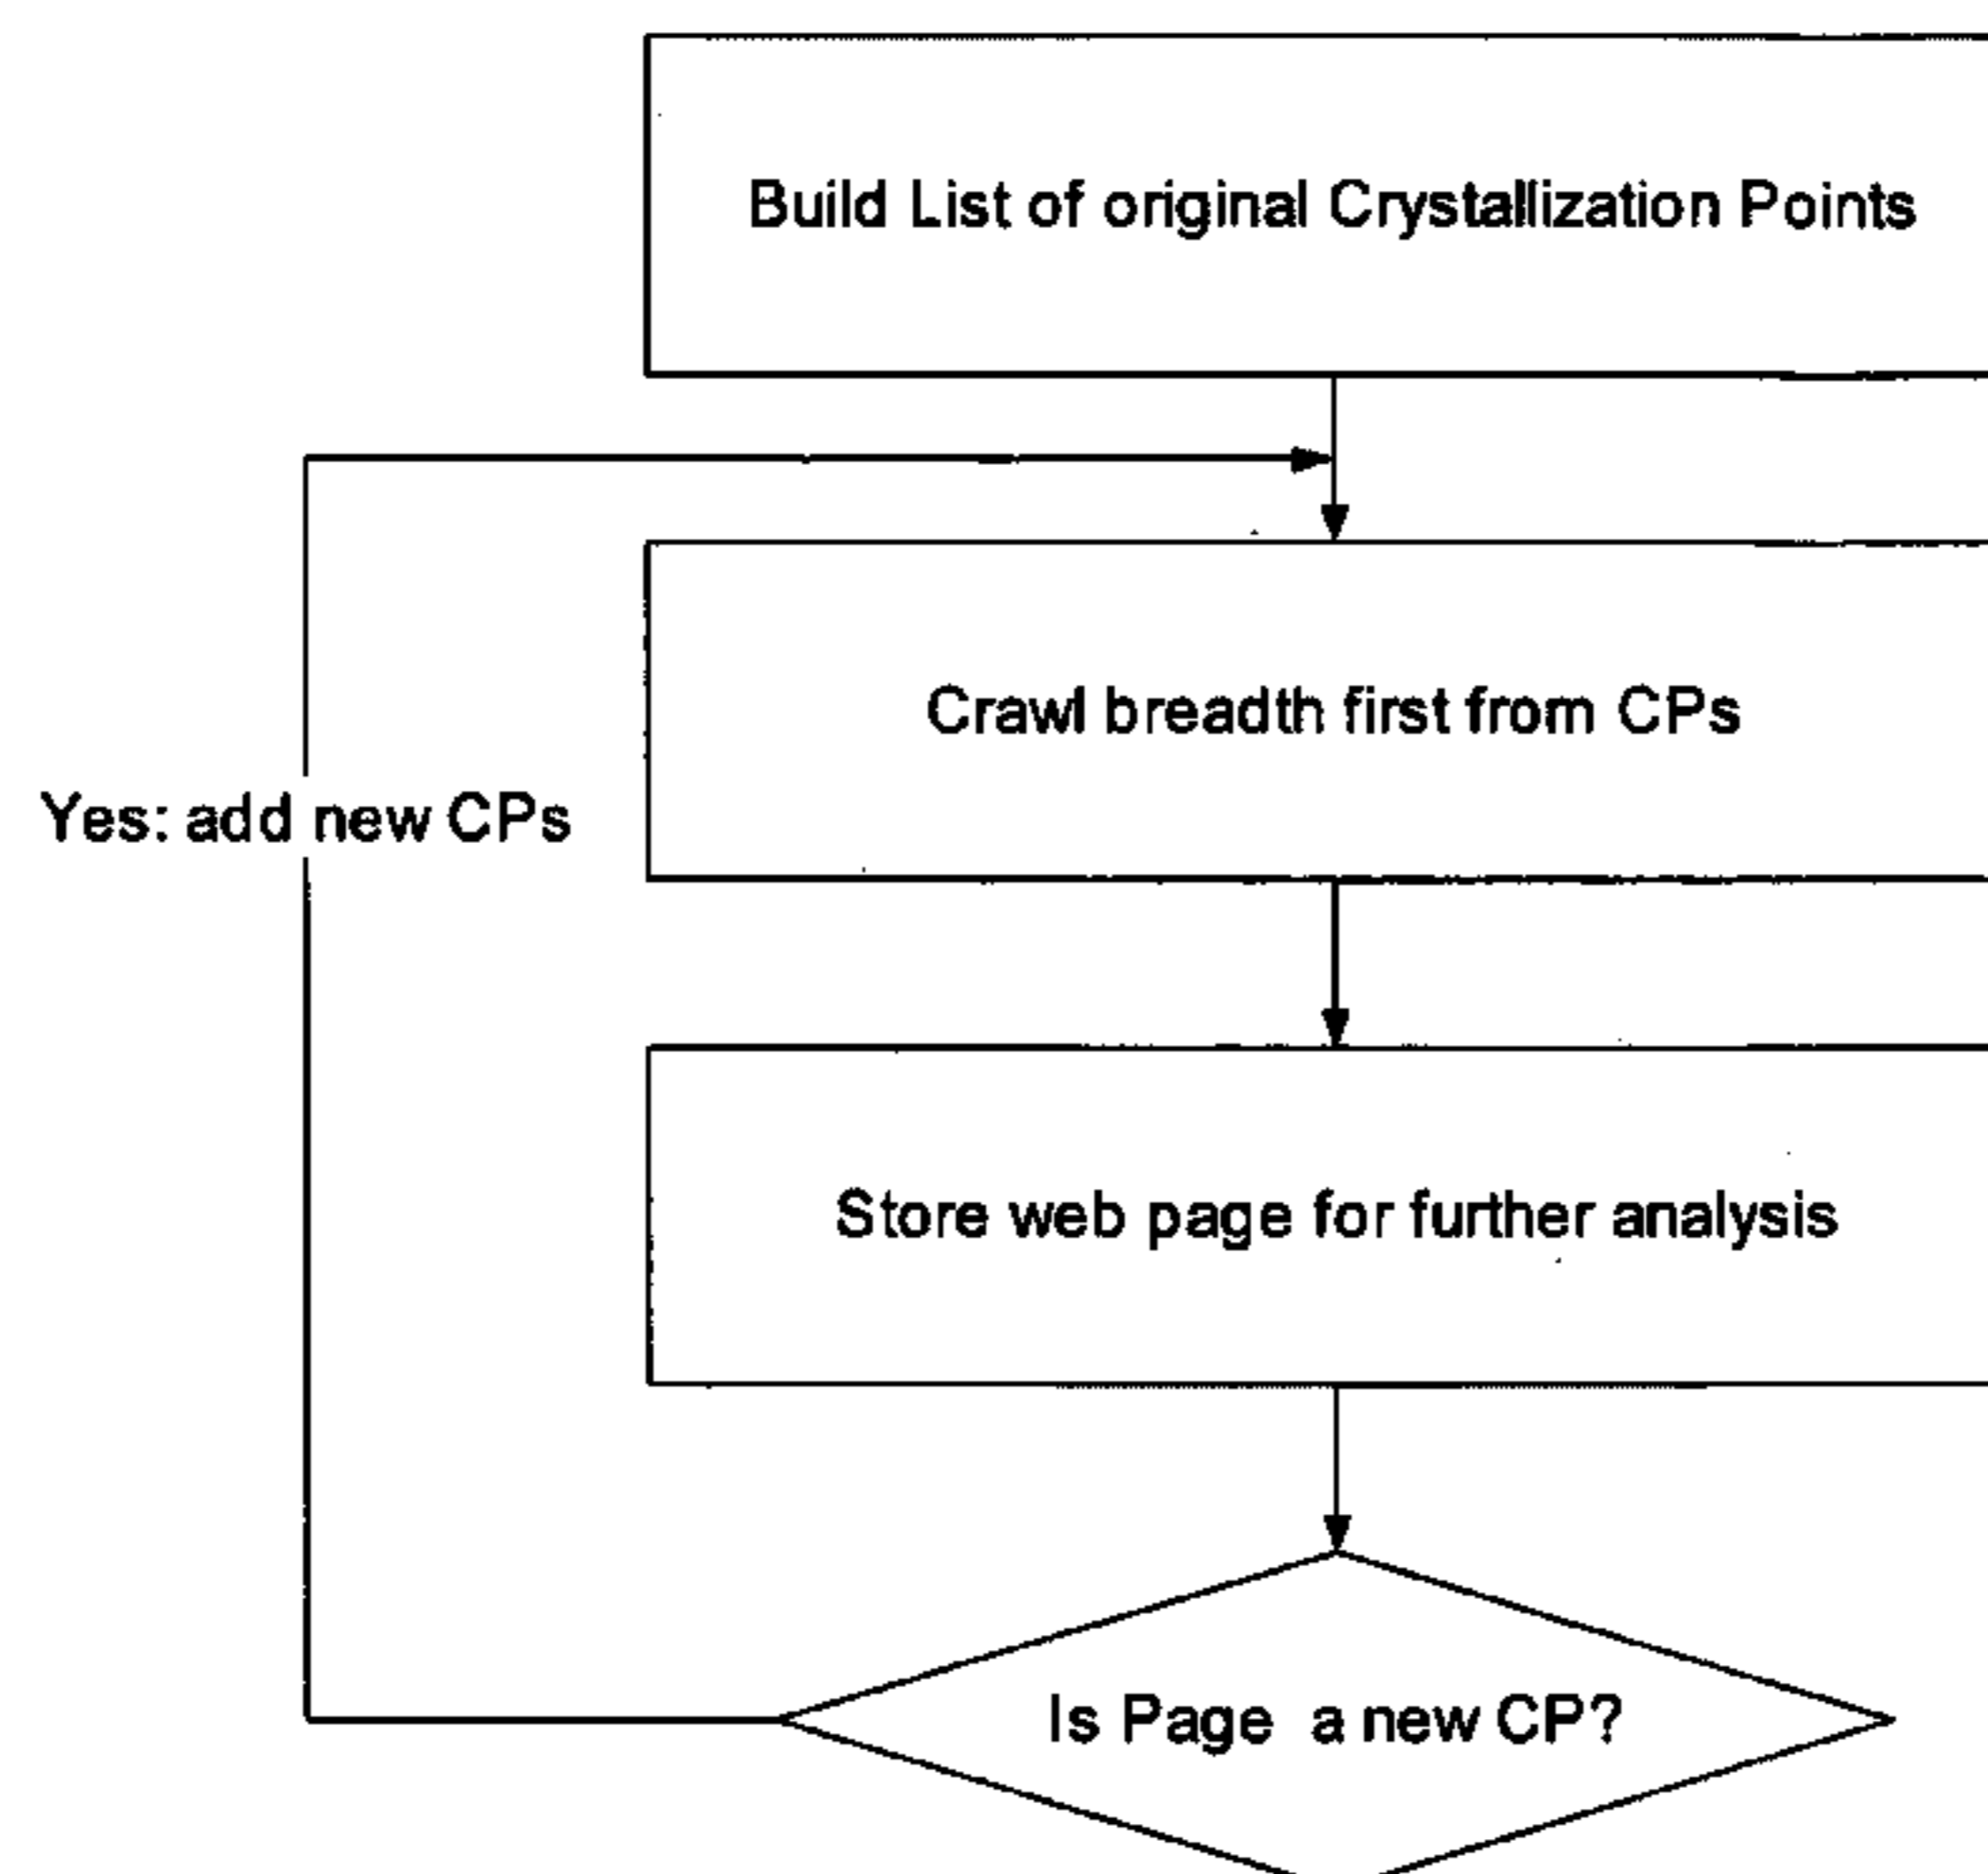 Build List of original Crystallization Points
Crawl breadth first from CPs
Yes: add new CPs
Store web page for further analysis
Is Page a new CP?